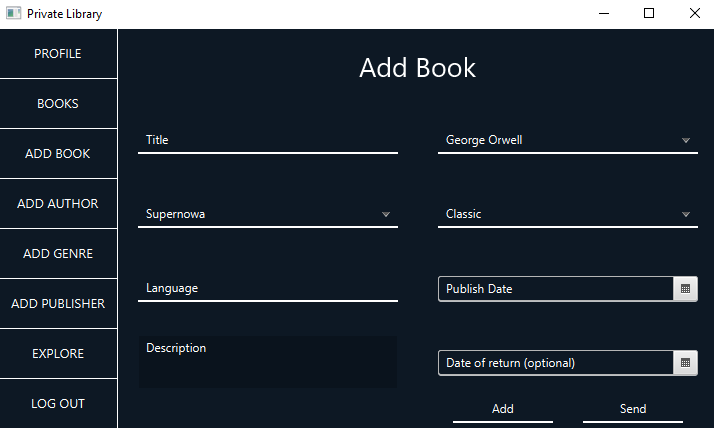 Private Library
PROFILE
BOOKS
ADD BOOK
ADD AUTHOR
ADD GENRE
ADD PUBLISHER
EXPLORE
LOG OUT
Add Book
Title
George Orwell
Supernowa
Classic
Language
Publish Date
Description
Date of return (optional)
Add
Send